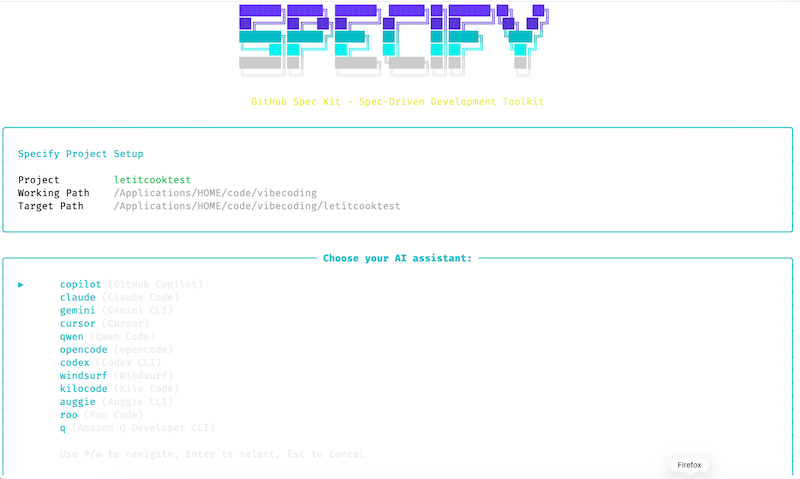 SPECIFY
GitHub Spec Kit - Spec-Driven Development Toolkit
Specify Project Setup
Project letitcooktest
Working Path /Applications/HOME/code/vibecoding
Target Path /Applications/HOME/code/vibecoding/letitcooktest
Choose your AI assistant:
▶ copilot (GitHub Copilot)
claude (Claude Code)
gemini (Gemini CLI)
cursor (Cursor)
qwen (Qwen Code)
opencode (opencode)
codex (Codex CLI)
windsurf (Windsurf)
kilocode (Kilo Code)
auggie (Auggie CLI)
roo (Roo Code)
q (Amazon Q Developer CLI)
Use ↑/↓ to navigate, Enter to select, Esc to cancel
Firefox